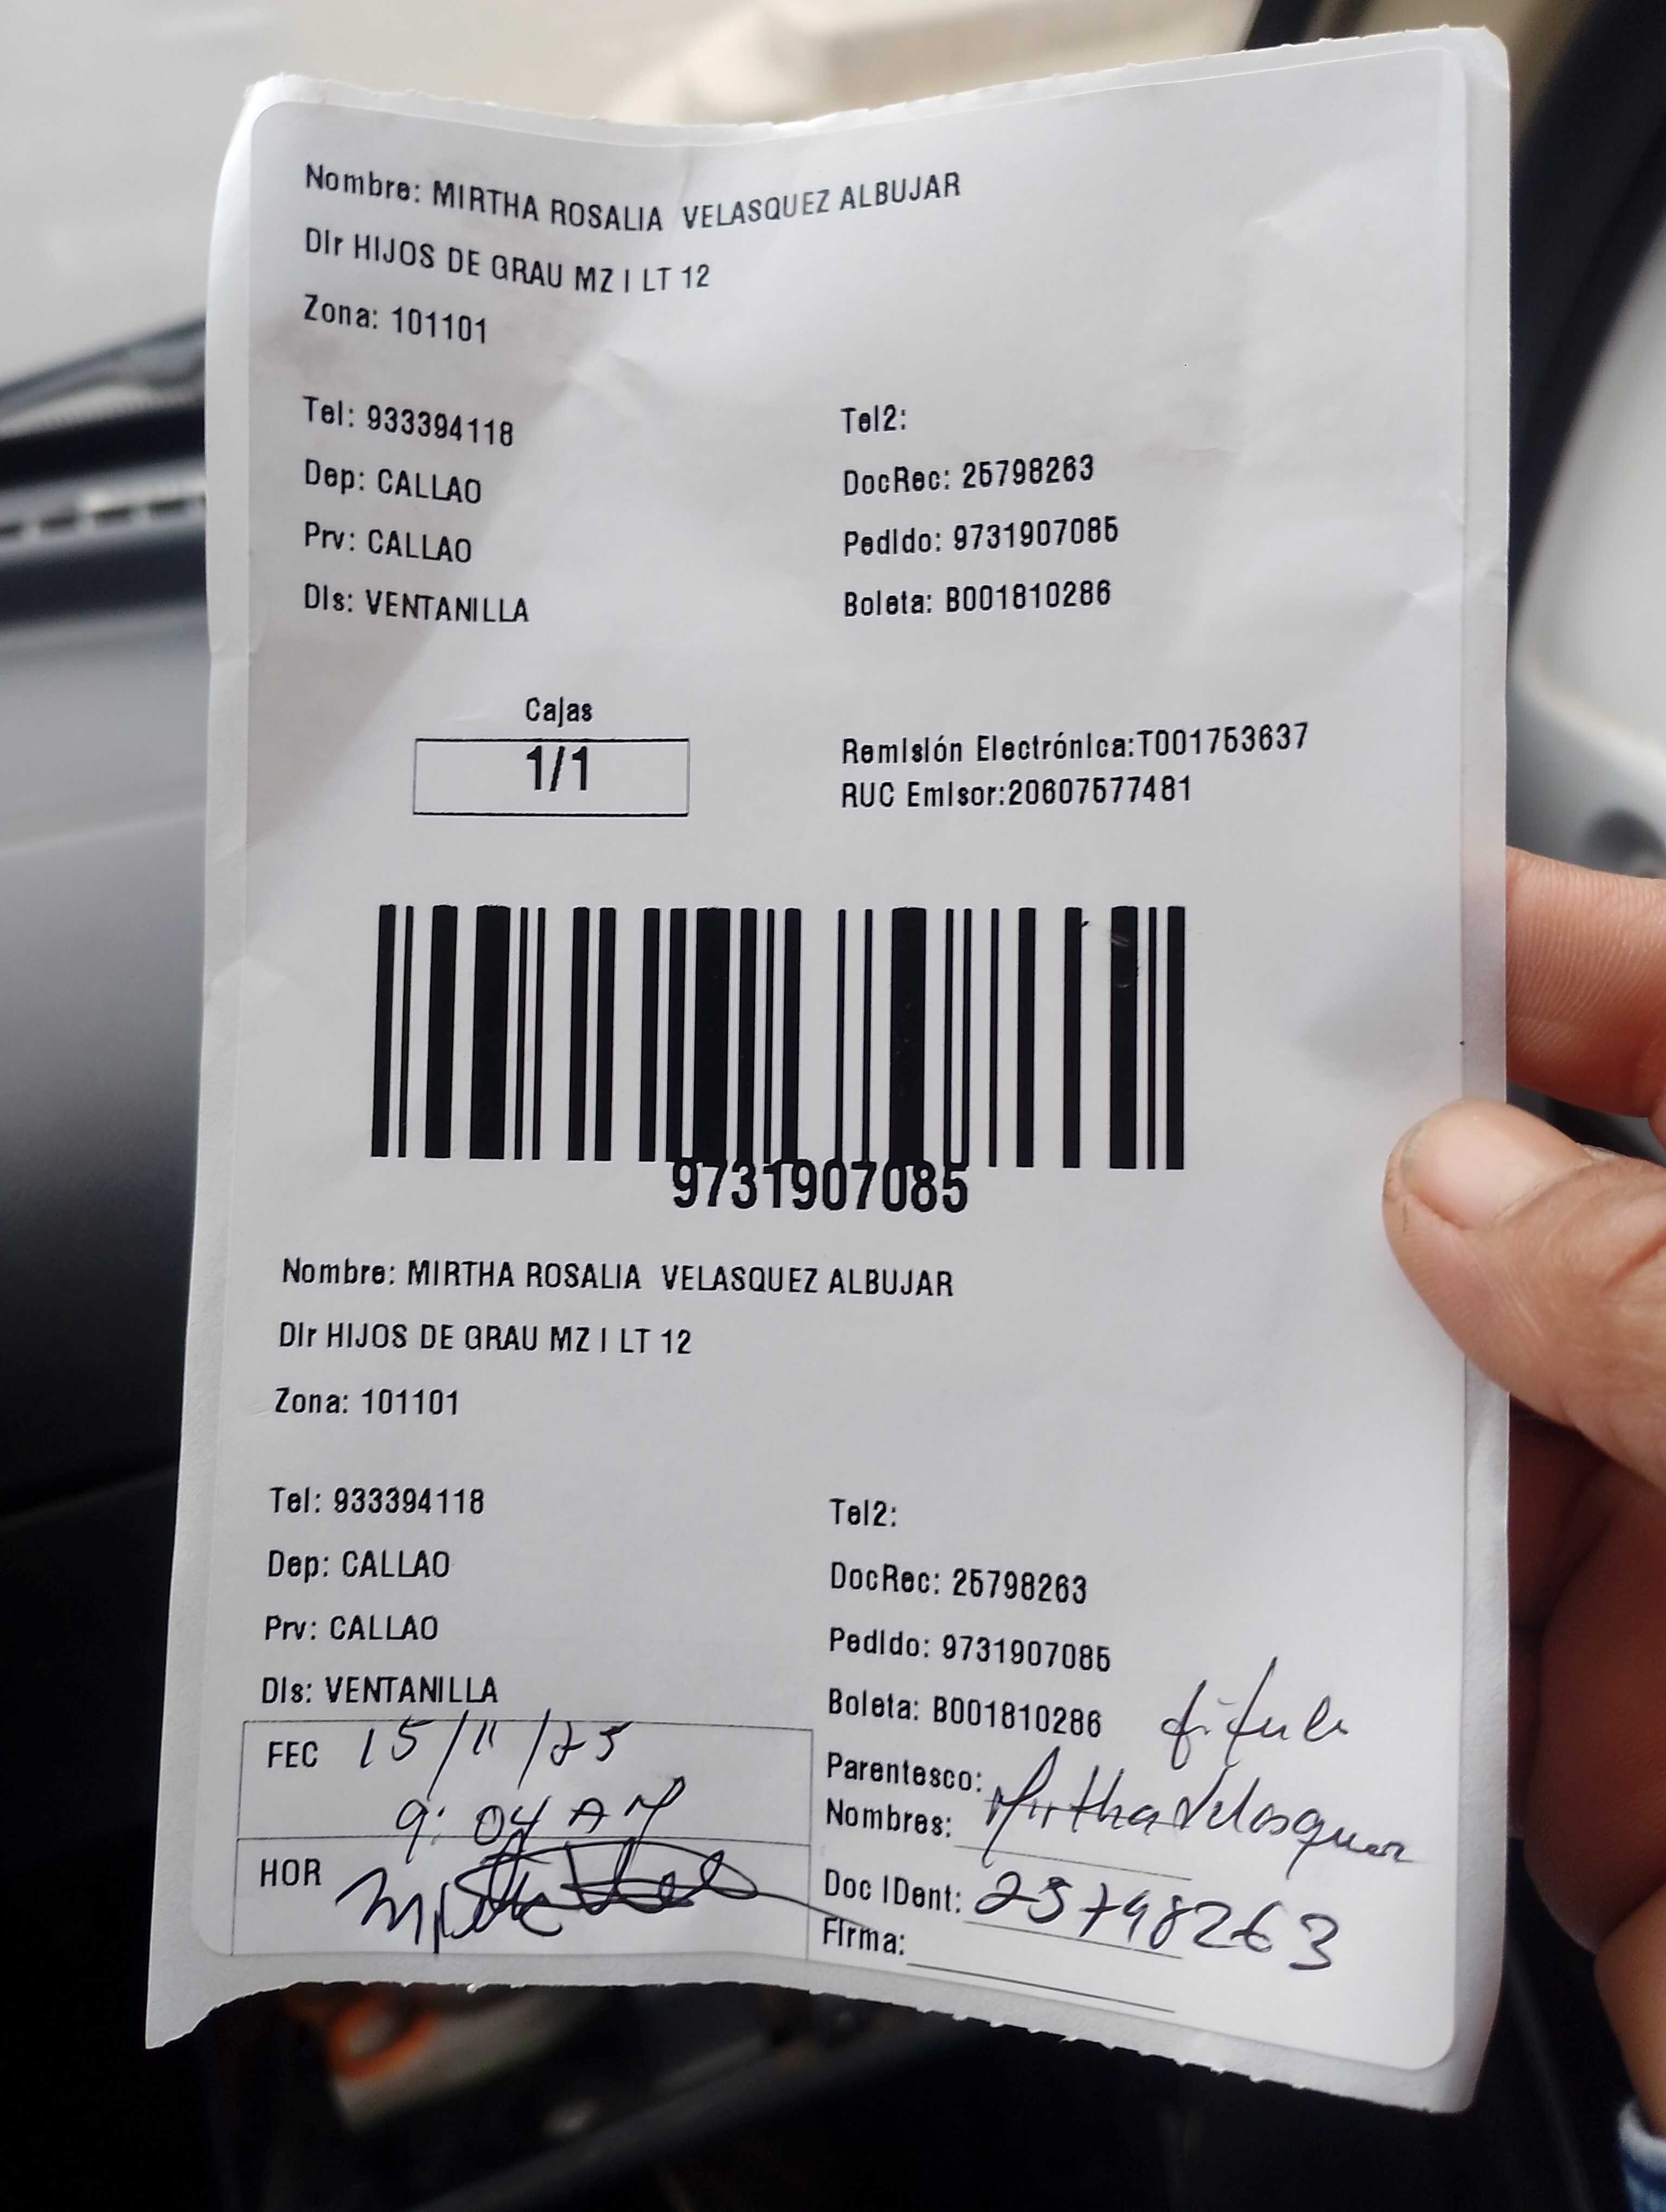 Nombre: MIRTHA ROSALIA VELASQUEZ ALBUJAR
Dir HIJOS DE GRAU MZ I LT 12
Zona: 101101
Tel: 933394118
Tel2:
Dep: CALLAO
DocRec: 25798263
Prv: CALLAO
Pedido: 9731907085
Dis: VENTANILLA
Boleta: B001810286
Cajas
1/1
Remisión Electrónica:T001753637
RUC Emisor:20607577481
9731907085
Nombre: MIRTHA ROSALIA VELASQUEZ ALBUJAR
Dir HIJOS DE GRAU MZ I LT 12
Zona: 101101
Tel: 933394118
Tel2:
Dep: CALLAO
DocRec: 25798263
Prv: CALLAO
Pedido: 9731907085
Dis: VENTANILLA
Boleta: B001810286
FEC 15/11/25
9:04 AM
HOR
Parentesco:
Nombres: Mirtha Velasquez
Doc IDent: 25798263
Firma: